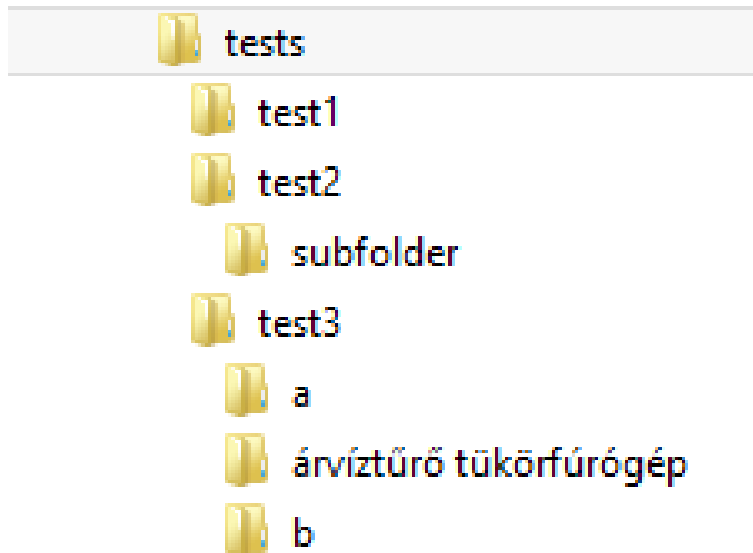 tests
test1
test2
subfolder
test3
a
árvíztűrő tükörfúrógép
b